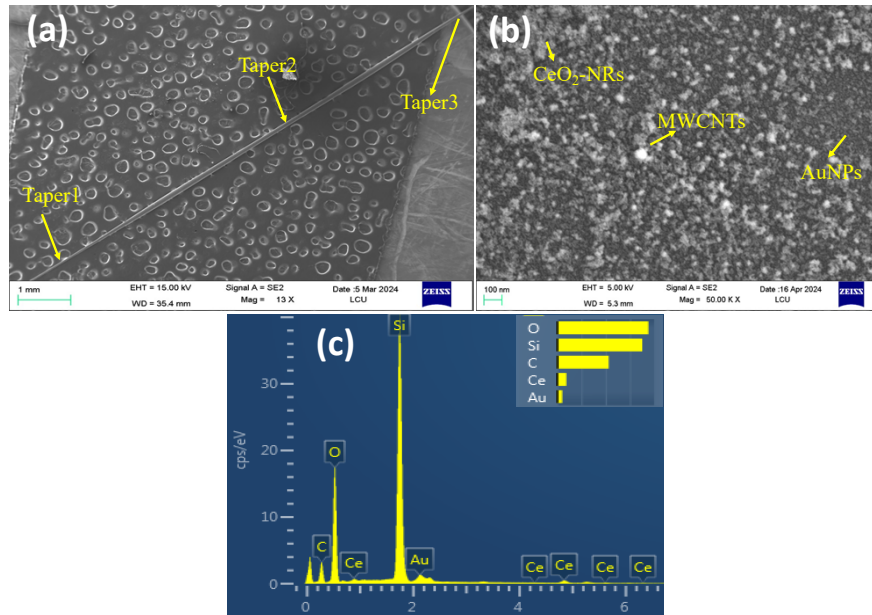 (a)
Taper2
Taper3
Taper1
1 mm
EHT = 15.00 kV
Signal A = SE2
Date :5 Mar 2024
WD = 35.4 mm
Mag = 13 X
LCU
ZEISS
(b)
CeO₂-NRs
MWCNTs
AuNPs
100 nm
EHT = 5.00 kV
Signal A = SE2
Date :16 Apr 2024
WD = 5.3 mm
Mag = 50.00 K X
LCU
ZEISS
(c)
Si
O
C
Ce
Au
Ce
Ce
Ce
Ce
O
Si
C
Ce
Au
cps/eV
30
20
10
0
0
2
4
6